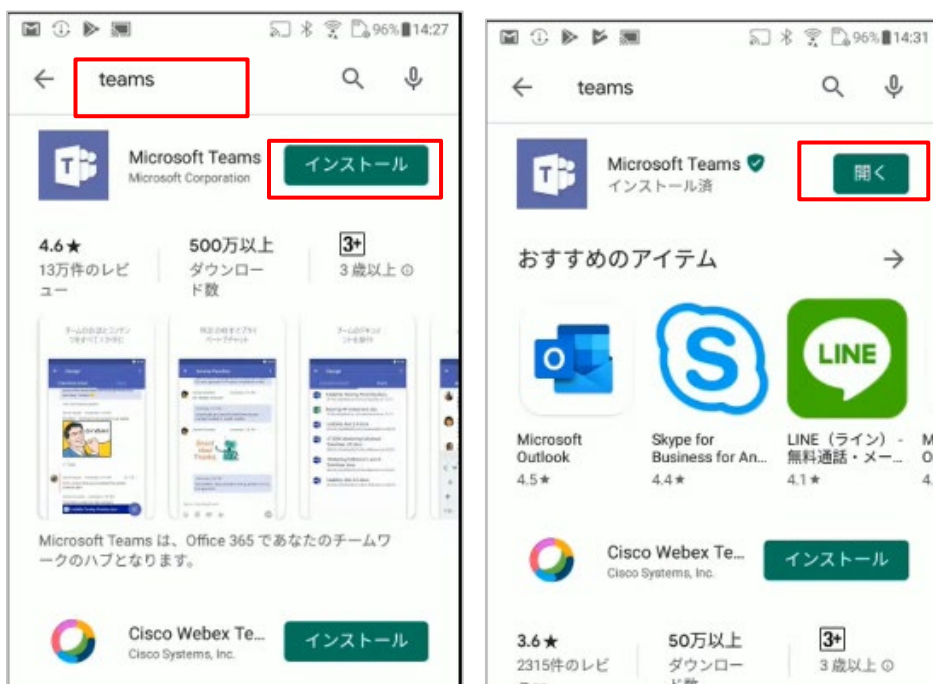 96% 14:27
teams
Microsoft Teams
Microsoft Corporation
インストール
4.6★
13万件のレビ
ュー
500万以上
ダウンロー
ド数
3+
3 歳以上
Microsoft Teams は、Office 365 であなたのチームワ
ークのハブとなります。
Cisco Webex Te...
Cisco Systems, Inc.
インストール
96% 14:31
teams
Microsoft Teams
インストール済
開く
おすすめのアイテム
Microsoft
Outlook
4.5★
Skype for
Business for An...
4.4★
LINE
LINE（ライン） -
無料通話・メー...
4.1★
Cisco Webex Te...
Cisco Systems, Inc.
インストール
3.6★
2315件のレビ
50万以上
ダウンロー
ド数
3+
3 歳以上